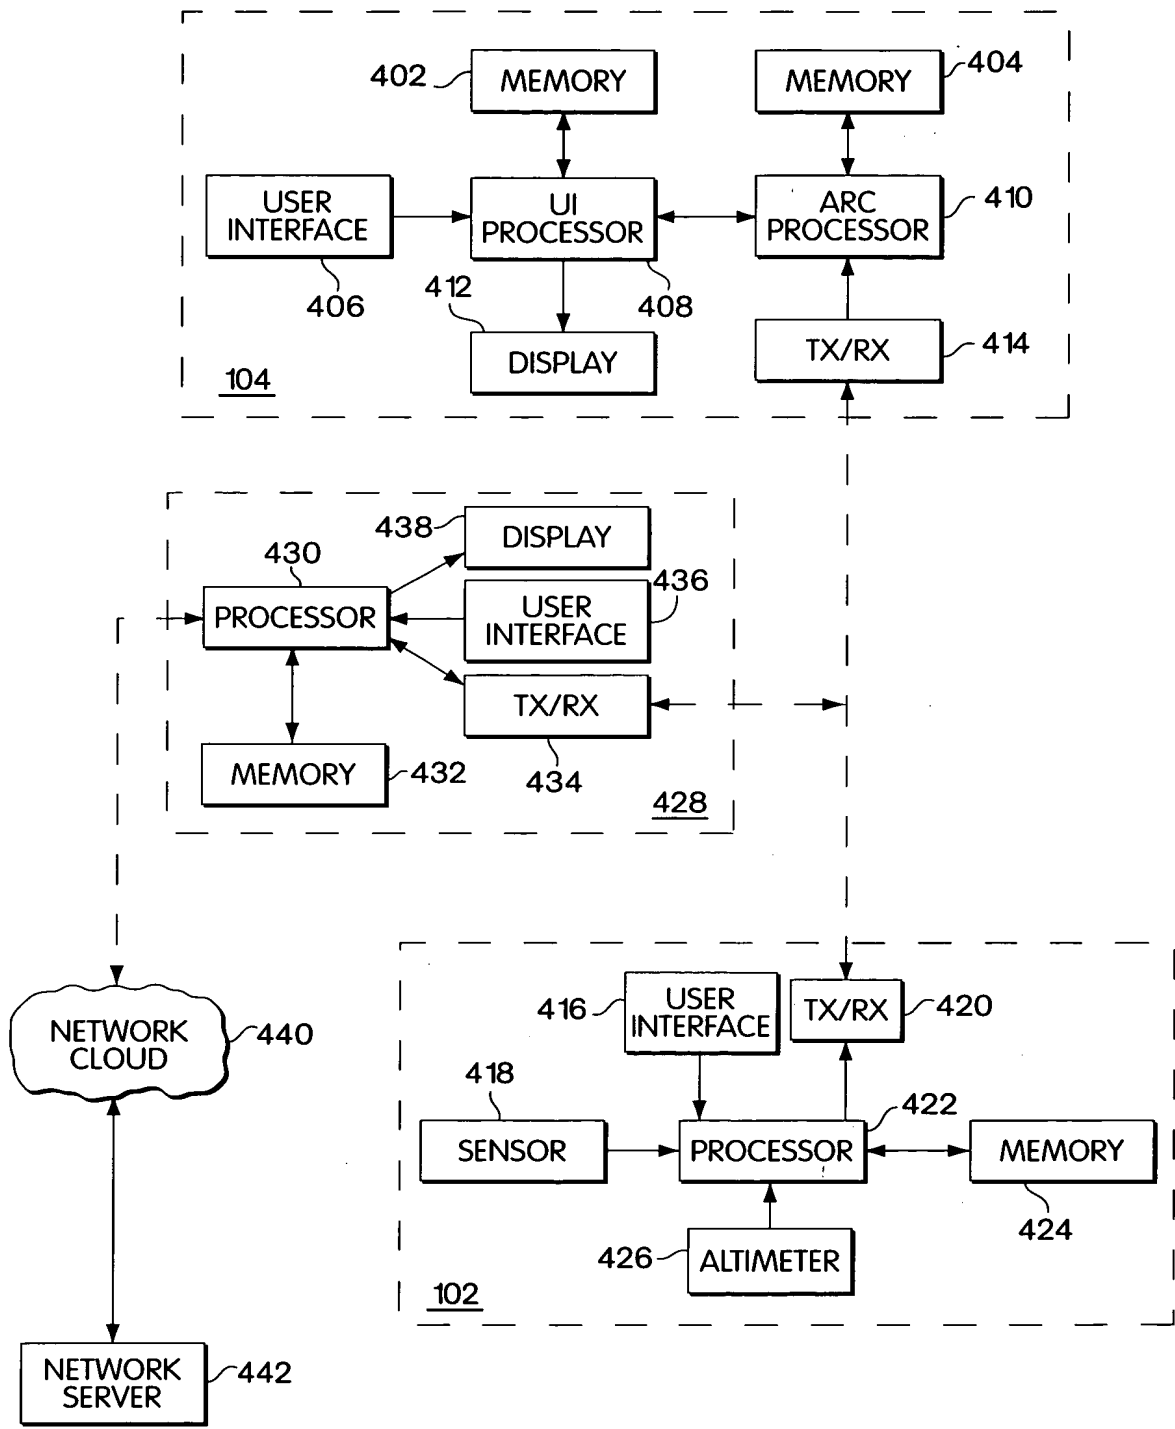 402
MEMORY
MEMORY
404
USER
INTERFACE
406
UI
PROCESSOR
408
ARC
PROCESSOR
410
412
DISPLAY
TX/RX
414
104
438
DISPLAY
430
PROCESSOR
USER
INTERFACE
436
TX/RX
434
MEMORY
432
428
NETWORK
CLOUD
440
416
USER
INTERFACE
TX/RX
420
418
SENSOR
PROCESSOR
422
MEMORY
424
426
ALTIMETER
102
NETWORK
SERVER
442